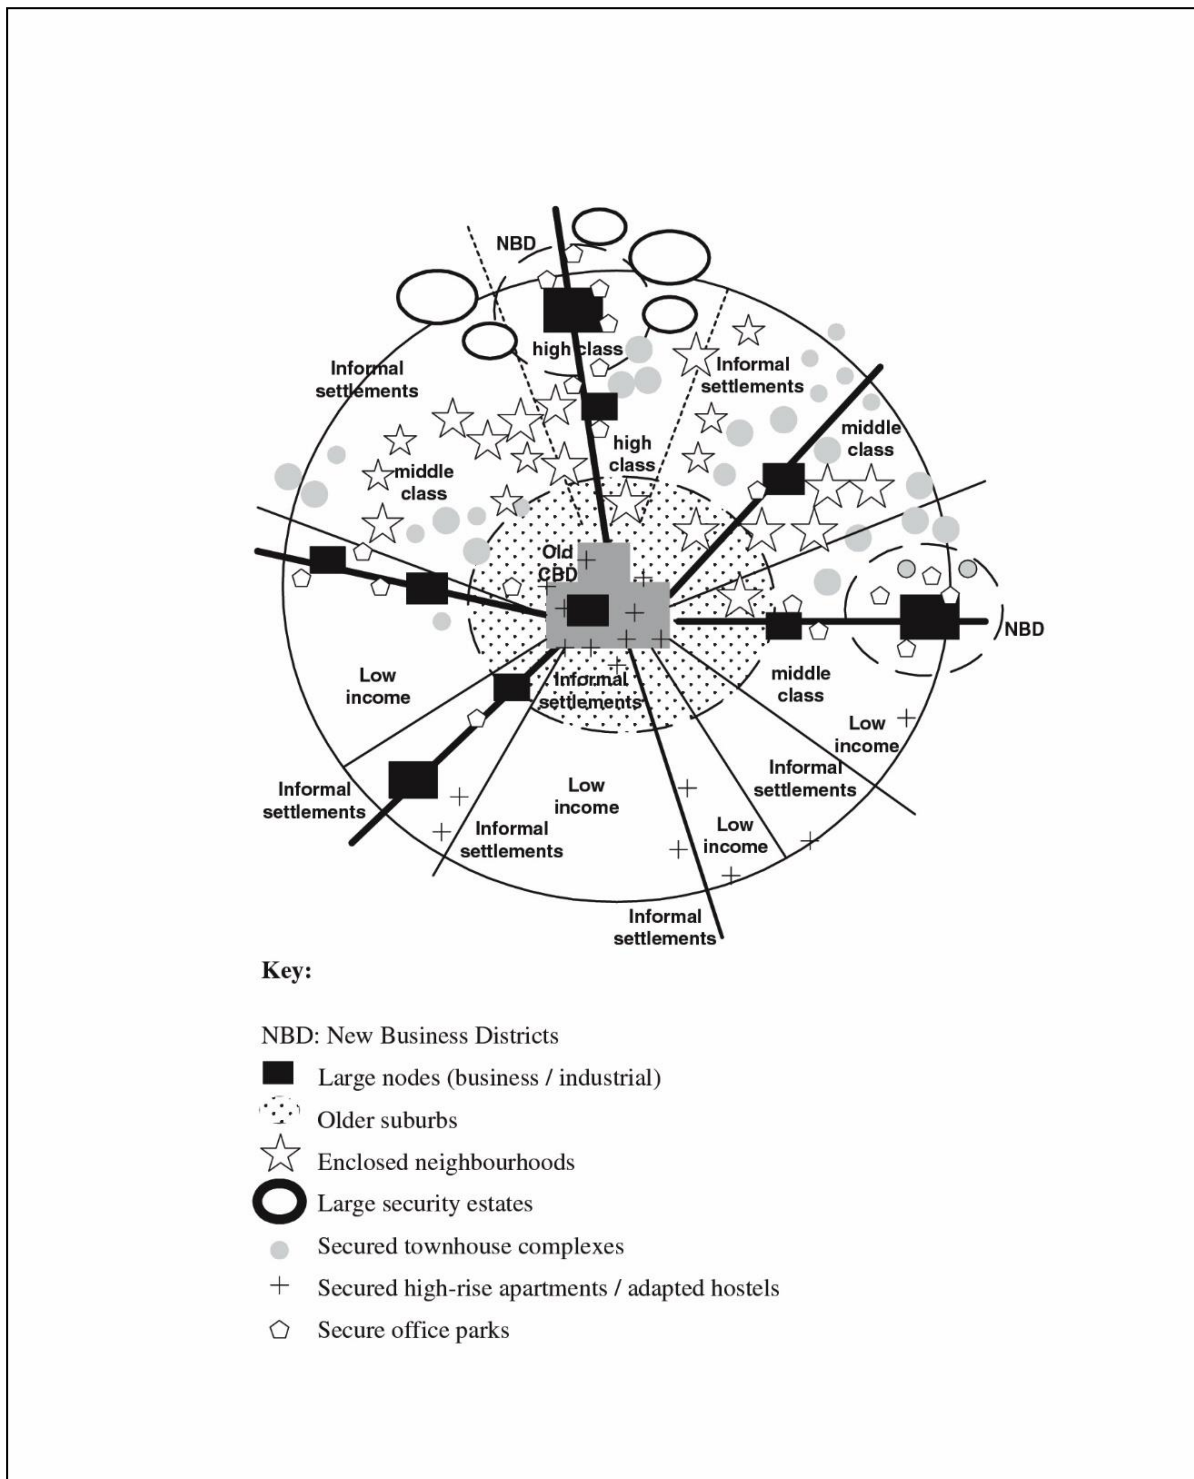 NBD
high class
Informal
settlements
Informal
settlements
middle
class
high
class
middle
class
Old
CBD
NBD
Low
income
Informal
settlements
middle
class
Low
income
Informal
settlements
Informal
settlements
Low
income
Informal
settlements
Low
income
Informal
settlements
Key:
NBD: New Business Districts
Large nodes (business / industrial)
Older suburbs
Enclosed neighbourhoods
Large security estates
Secured townhouse complexes
Secured high-rise apartments / adapted hostels
Secure office parks